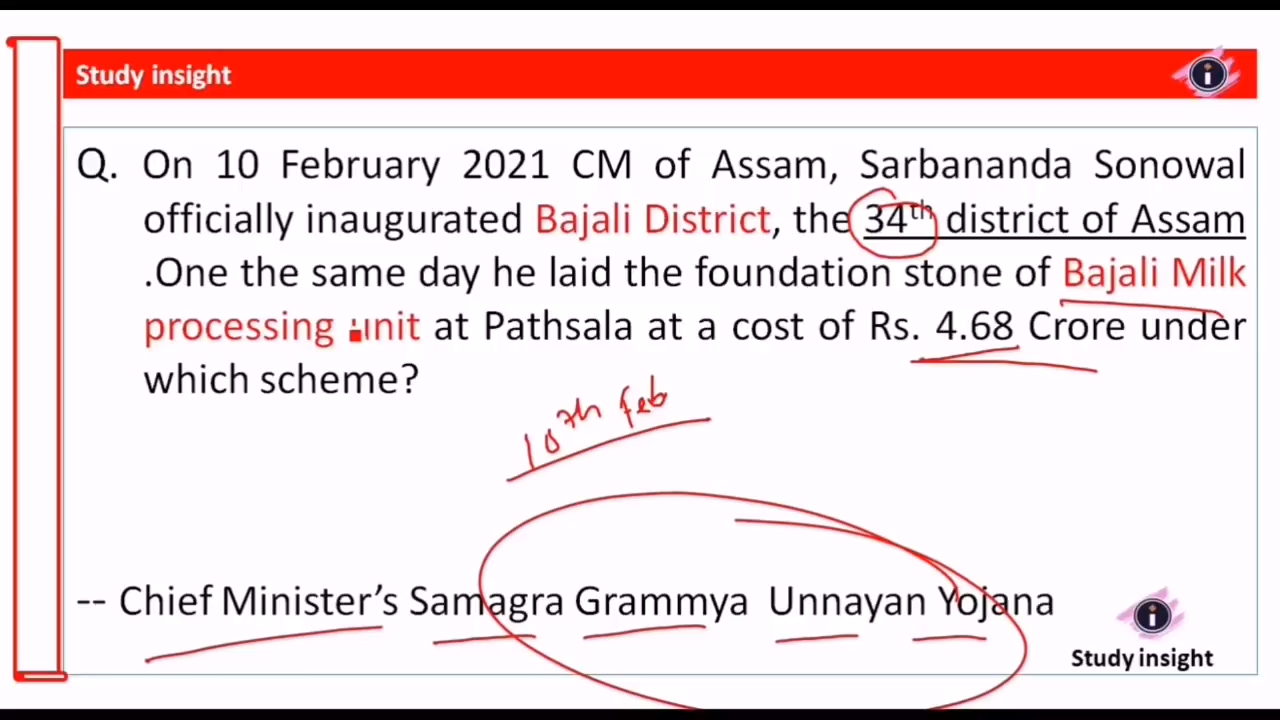 Study insight
Q. On 10 February 2021 CM of Assam, Sarbananda Sonowal
officially inaugurated Bajali District, the 34th district of Assam
.One the same day he laid the foundation stone of Bajali Milk
processing unit at Pathsala at a cost of Rs. 4.68 Crore under
which scheme?
10th Feb
-- Chief Minister’s Samagra Grammya Unnayan Yojana
Study insight